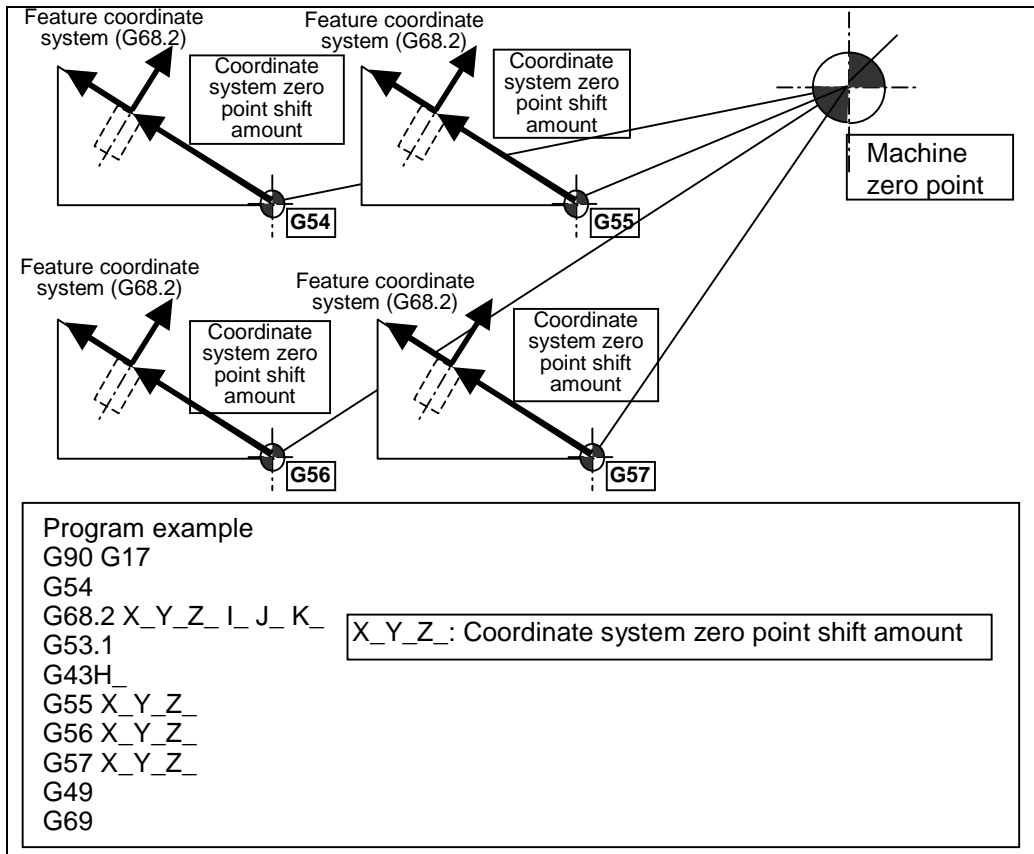 Feature coordinate
system (G68.2)
Coordinate
system zero
point shift
amount
G54
Feature coordinate
system (G68.2)
Coordinate
system zero
point shift
amount
G55
Machine
zero point
Feature coordinate
system (G68.2)
Coordinate
system zero
point shift
amount
G56
Feature coordinate
system (G68.2)
Coordinate
system zero
point shift
amount
G57
Program example
G90 G17
G54
G68.2 X_Y_Z_ I_ J_ K_
X_Y_Z_: Coordinate system zero point shift amount
G53.1
G43H_
G55 X_Y_Z_
G56 X_Y_Z_
G57 X_Y_Z_
G49
G69